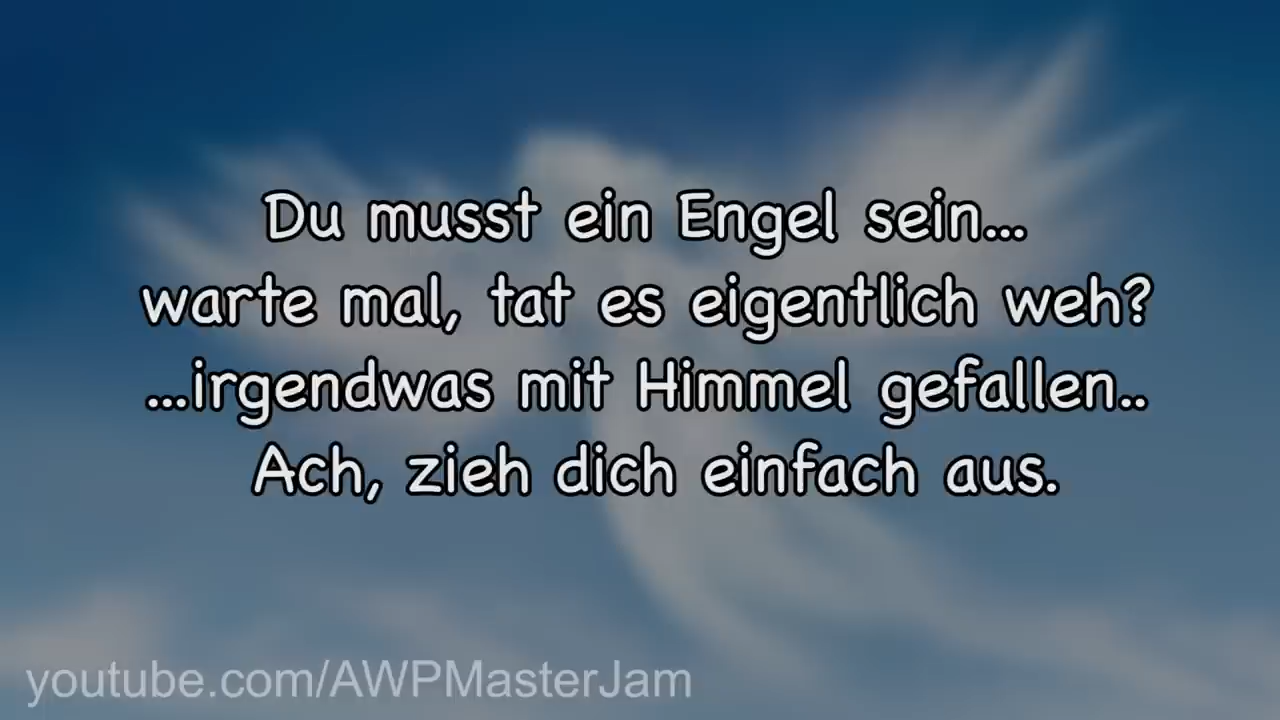 Du musst ein Engel sein...
warte mal, tat es eigentlich weh?
...irgendwas mit Himmel gefallen..
Ach, zieh dich einfach aus.
youtube.com/AWPMasterJam